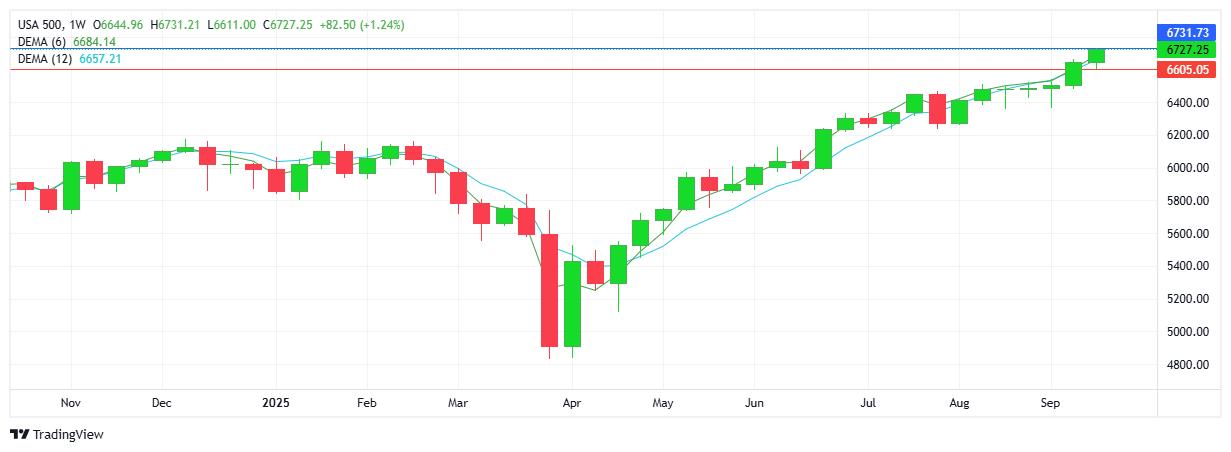 USA 500, 1W O6644.96 H6731.21 L6611.00 C6727.25 +82.50 (+1.24%)
DEMA (6) 6684.14
DEMA (12) 6657.21
6731.73
6727.25
6605.05
6400.00
6200.00
6000.00
5800.00
5600.00
5400.00
5200.00
5000.00
4800.00
Nov Dec 2025 Feb Mar Apr May Jun Jul Aug Sep
TradingView